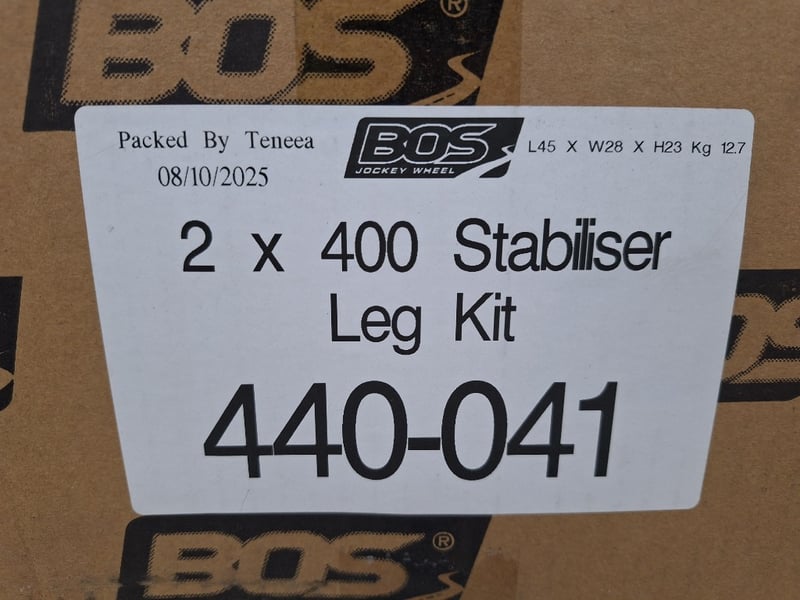 BOS®
Packed By Teneea
08/10/2025
BOS
JOCKEY WHEEL
L45 X W28 X H23 Kg 12.7
2 x 400 Stabiliser
Leg Kit
440-041
BOS®